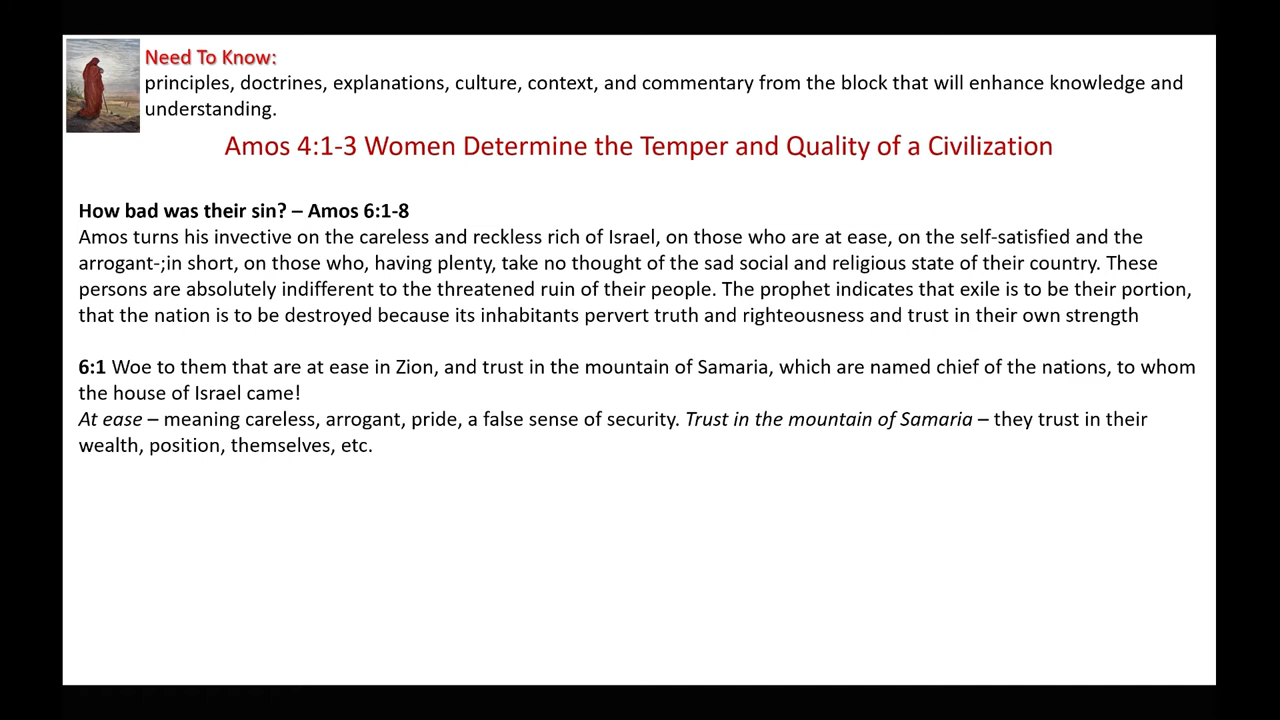 Need To Know:
principles, doctrines, explanations, culture, context, and commentary from the block that will enhance knowledge and
understanding.
Amos 4:1-3 Women Determine the Temper and Quality of a Civilization
How bad was their sin? – Amos 6:1-8
Amos turns his invective on the careless and reckless rich of Israel, on those who are at ease, on the self-satisfied and the
arrogant-;in short, on those who, having plenty, take no thought of the sad social and religious state of their country. These
persons are absolutely indifferent to the threatened ruin of their people. The prophet indicates that exile is to be their portion,
that the nation is to be destroyed because its inhabitants pervert truth and righteousness and trust in their own strength
6:1 Woe to them that are at ease in Zion, and trust in the mountain of Samaria, which are named chief of the nations, to whom
the house of Israel came!
At ease – meaning careless, arrogant, pride, a false sense of security. Trust in the mountain of Samaria – they trust in their
wealth, position, themselves, etc.